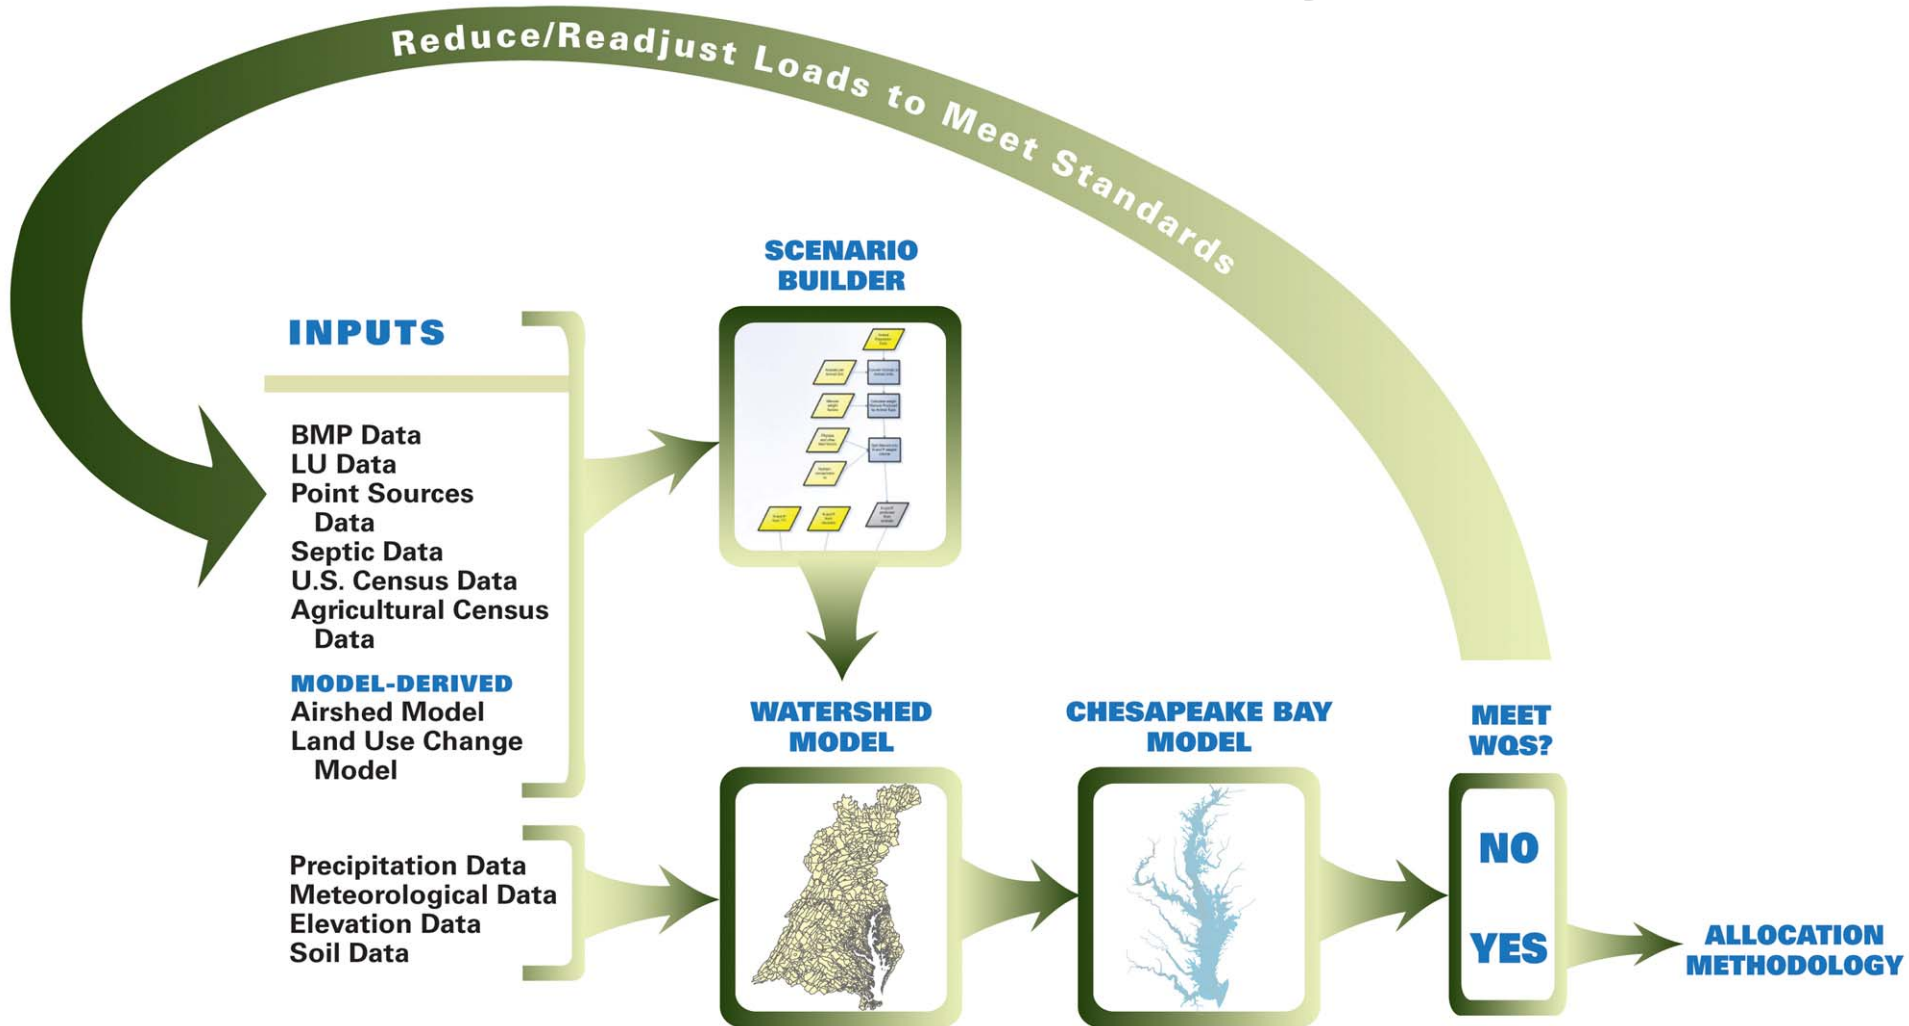 Reduce/Readjust Loads to Meet Standards
SCENARIO
BUILDER
INPUTS
BMP Data
LU Data
Point Sources
Data
Septic Data
U.S. Census Data
Agricultural Census
Data
MODEL-DERIVED
Airshed Model
Land Use Change
Model
WATERSHED
MODEL
CHESAPEAKE BAY
MODEL
MEET
WQS?
Precipitation Data
Meteorological Data
Elevation Data
Soil Data
NO
YES
ALLOCATION
METHODOLOGY